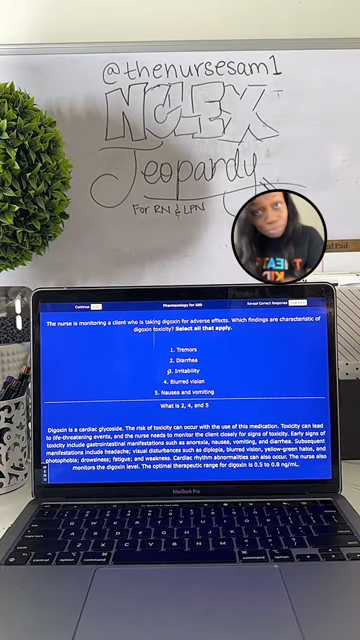 @thenursesam1
NCLEX
Jeopardy
For RN & LPN
Pad
Continue
Pharmacology for 500
Reveal Correct Response
The nurse is monitoring a client who is taking digoxin for adverse effects. Which findings are characteristic of
digoxin toxicity? Select all that apply.
1. Tremors
2. Diarrhea
3. Irritability
4. Blurred vision
5. Nausea and vomiting
What is 2, 4, and 5
Digoxin is a cardiac glycoside. The risk of toxicity can occur with the use of this medication. Toxicity can
lead to life-threatening events, and the nurse needs to monitor the client closely for signs of toxicity. Early signs
of toxicity include gastrointestinal manifestations such as anorexia, nausea, vomiting, and diarrhea. Subsequent
manifestations include headache; visual disturbances such as diplopia, blurred vision, yellow-green halos, and
photophobia; drowsiness; fatigue; and weakness. Cardiac rhythm abnormalities can also occur. The nurse also
monitors the digoxin level. The optimal therapeutic range for digoxin is 0.5 to 0.8 ng/mL.
MacBook Pro